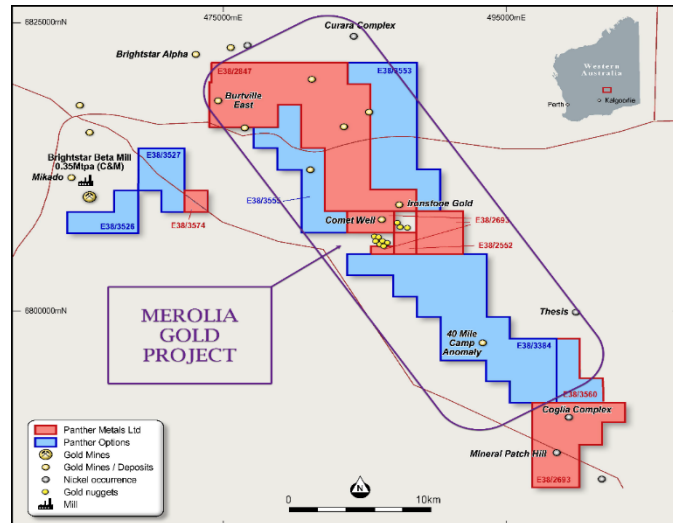 475000mE
495000mE
6825000mN
Curara Complex
Brightstar Alpha
E38/2847
E38/3553
Burtville
East
Western
Australia
Perth
Kalgoorlie
Brightstar Beta Mill
0.35Mtpa (C&M)
E38/3527
Mikado
E38/3526
E38/3574
Ironstone Gold
Comet Well
E38/2693
E38/2552
MEROLIA
GOLD
PROJECT
6800000mN
Thesis
40 Mile
Camp
Anomaly
E38/3384
E38/3560
Coglia Complex
Mineral Patch Hill
E38/2693
Panther Metals Ltd
Panther Options
Gold Mines
Gold Mines / Deposits
Nickel occurrence
Gold nuggets
Mill
N
0
10km